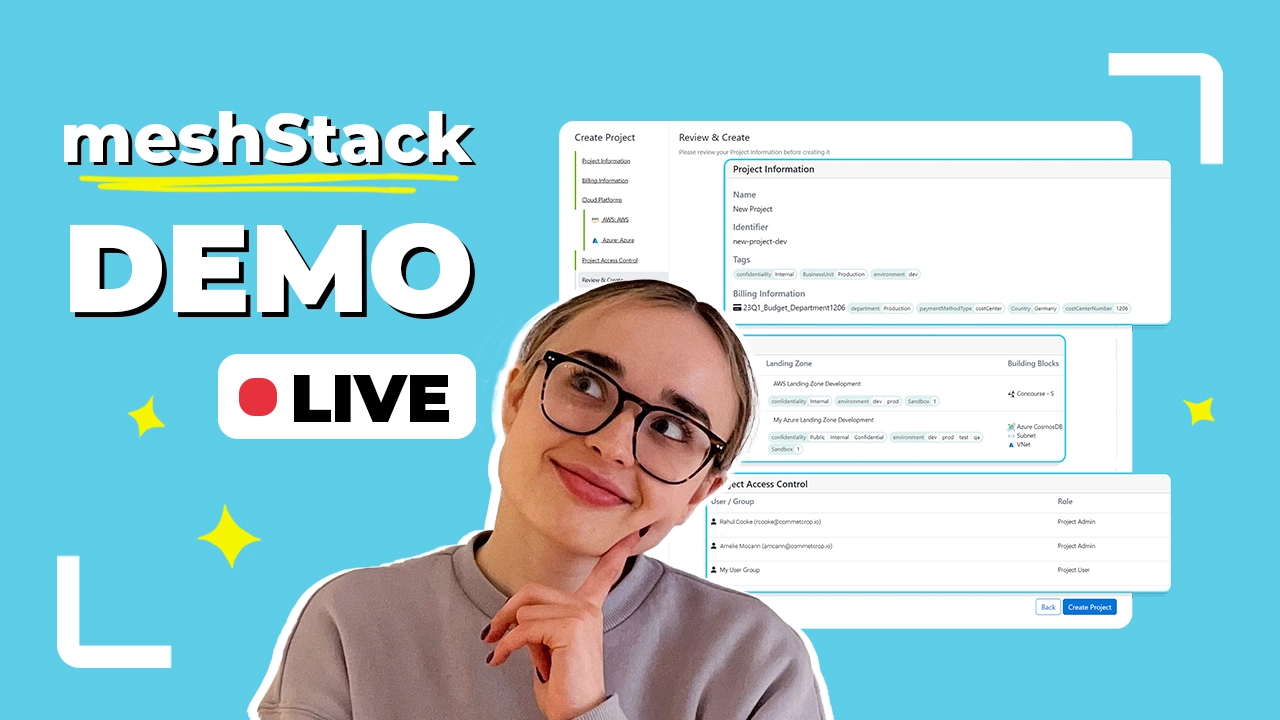 meshStack
DEMO
LIVE
Create Project
Project Information
Billing Information
Cloud Platforms
AWS: AWS
Azure: Azure
Project Access Control
Review & Create
Review & Create
Please review your Project Information before creating it
Project Information
Name
New Project
Identifier
new-project-dev
Tags
confidentiality Internal BusinessUnit Production environment dev
Billing Information
23Q1_Budget_Department1206 department Production paymentMethodType costCenter Country Germany costCenterNumber 1206
Landing Zone Building Blocks
AWS Landing Zone Development
confidentiality Internal environment dev prod Sandbox 1
Concourse - S
My Azure Landing Zone Development
confidentiality Public Internal Confidential environment dev prod test qa
Sandbox 1
Azure CosmosDB
Subnet
VNet
ject Access Control
User / Group Role
Rahul Cooke (rcooke@commetcrop.io) Project Admin
Amelie Mccann (amcann@commetcrop.io) Project Admin
My User Group Project User
Back Create Project